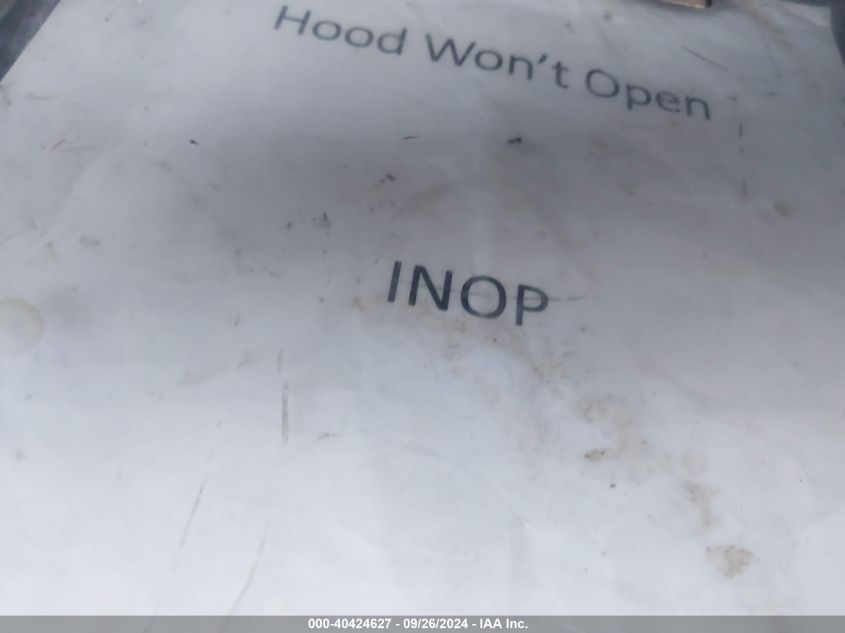 Hood Won't Open
INOP
000-40424627 - 09/26/2024 - IAA Inc.